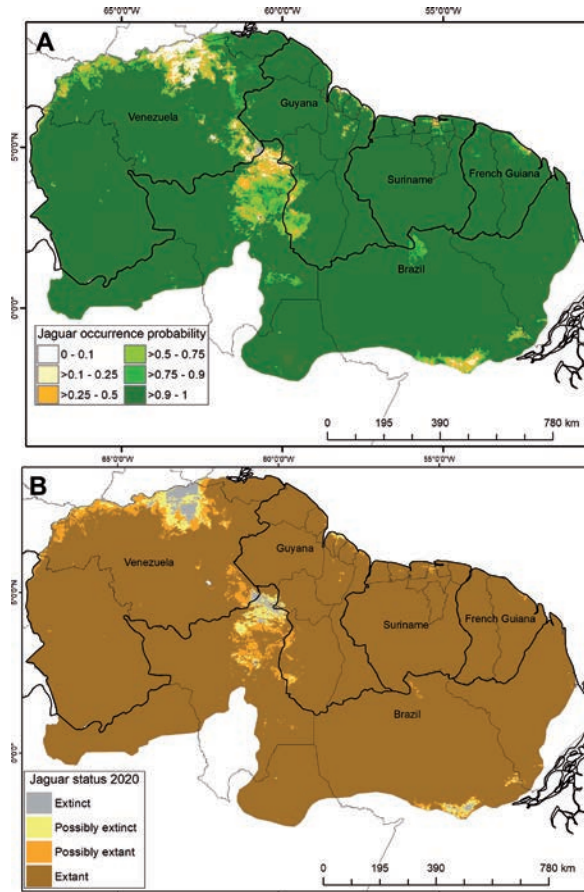 65°0'0"W 60°0'0"W 55°0'0"W
A
Venezuela
Guyana
5°0'0"N
Suriname
French Guiana
Brazil
0°0'0"
Jaguar occurrence probability
0 - 0.1 >0.5 - 0.75
>0.1 - 0.25 >0.75 - 0.9
>0.25 - 0.5 >0.9 - 1
0 195 390 780 km
65°0'0"W 60°0'0"W 55°0'0"W
B
Venezuela
Guyana
5°0'0"N
Suriname
French Guiana
Brazil
0°0'0"
Jaguar status 2020
Extinct
Possibly extinct
Possibly extant
Extant
0 195 390 780 km